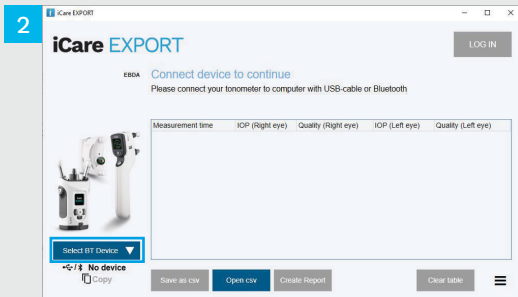 2
iCare EXPORT
iCare EXPORT
LOG IN
EBDA
Connect device to continue
Please connect your tonometer to computer with USB-cable or Bluetooth
Measurement time IOP (Right eye) Quality (Right eye) IOP (Left eye) Quality (Left eye)
Select BT Device
/ No device
Copy
Save as csv Open csv Create Report Clear table